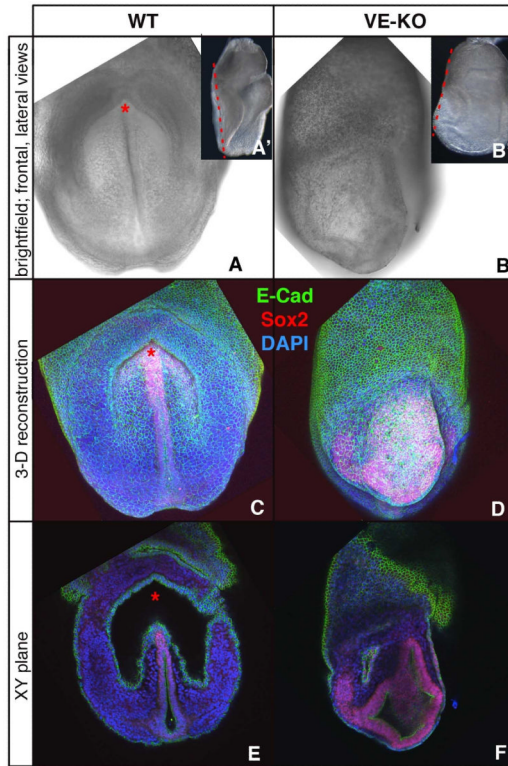 WT
VE-KO
brightfield; frontal, lateral views
*
A'
A
B'
B
3-D reconstruction
E-Cad
Sox2
DAPI
*
C
D
XY plane
*
E
F